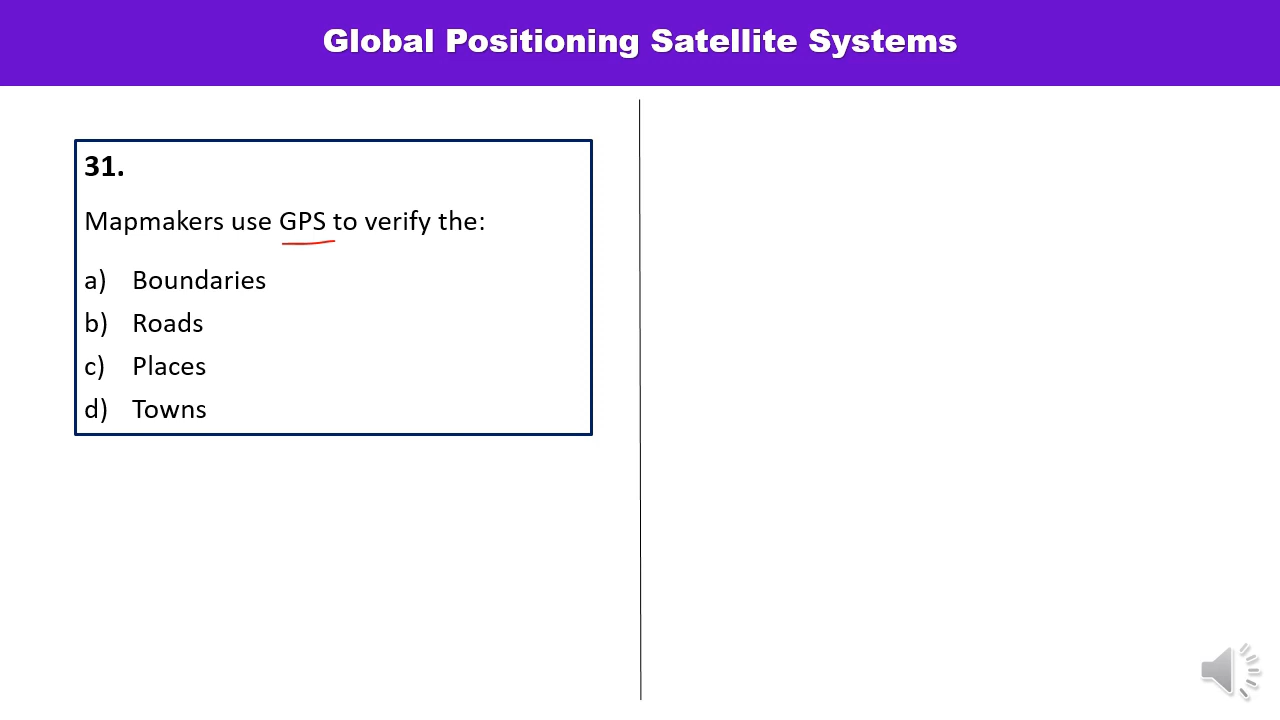 Global Positioning Satellite Systems
31.
Mapmakers use GPS to verify the:
a) Boundaries
b) Roads
c) Places
d) Towns